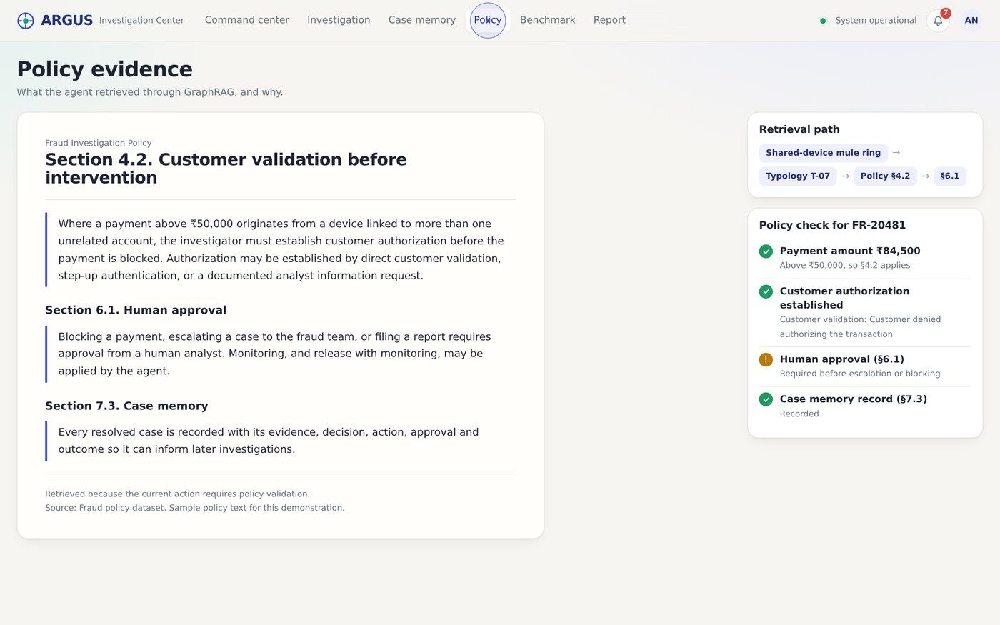 ARGUS Investigation Center Command center Investigation Case memory Policy Benchmark Report System operational 7 AN
Policy evidence
What the agent retrieved through GraphRAG, and why.
Fraud Investigation Policy
Section 4.2. Customer validation before
intervention
Where a payment above ₹50,000 originates from a device linked to more than one
unrelated account, the investigator must establish customer authorization before the
payment is blocked. Authorization may be established by direct customer validation,
step-up authentication, or a documented analyst information request.
Section 6.1. Human approval
Blocking a payment, escalating a case to the fraud team, or filing a report requires
approval from a human analyst. Monitoring, and release with monitoring, may be
applied by the agent.
Section 7.3. Case memory
Every resolved case is recorded with its evidence, decision, action, approval and
outcome so it can inform later investigations.
Retrieved because the current action requires policy validation.
Source: Fraud policy dataset. Sample policy text for this demonstration.
Retrieval path
Shared-device mule ring →
Typology T-07 → Policy §4.2 → §6.1
Policy check for FR-20481
Payment amount ₹84,500
Above ₹50,000, so §4.2 applies
Customer authorization
established
Customer validation: Customer denied
authorizing the transaction
! Human approval (§6.1)
Required before escalation or blocking
Case memory record (§7.3)
Recorded